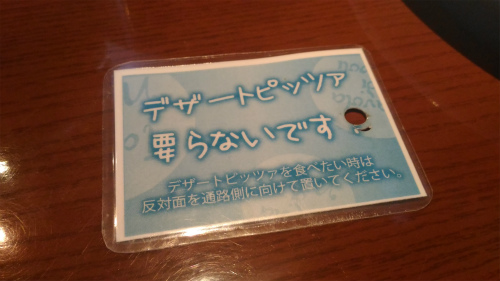 デザートピッツァ
要らないです
デザートピッツァを食べたい時は
反対面を通路側に向けて置いてください。